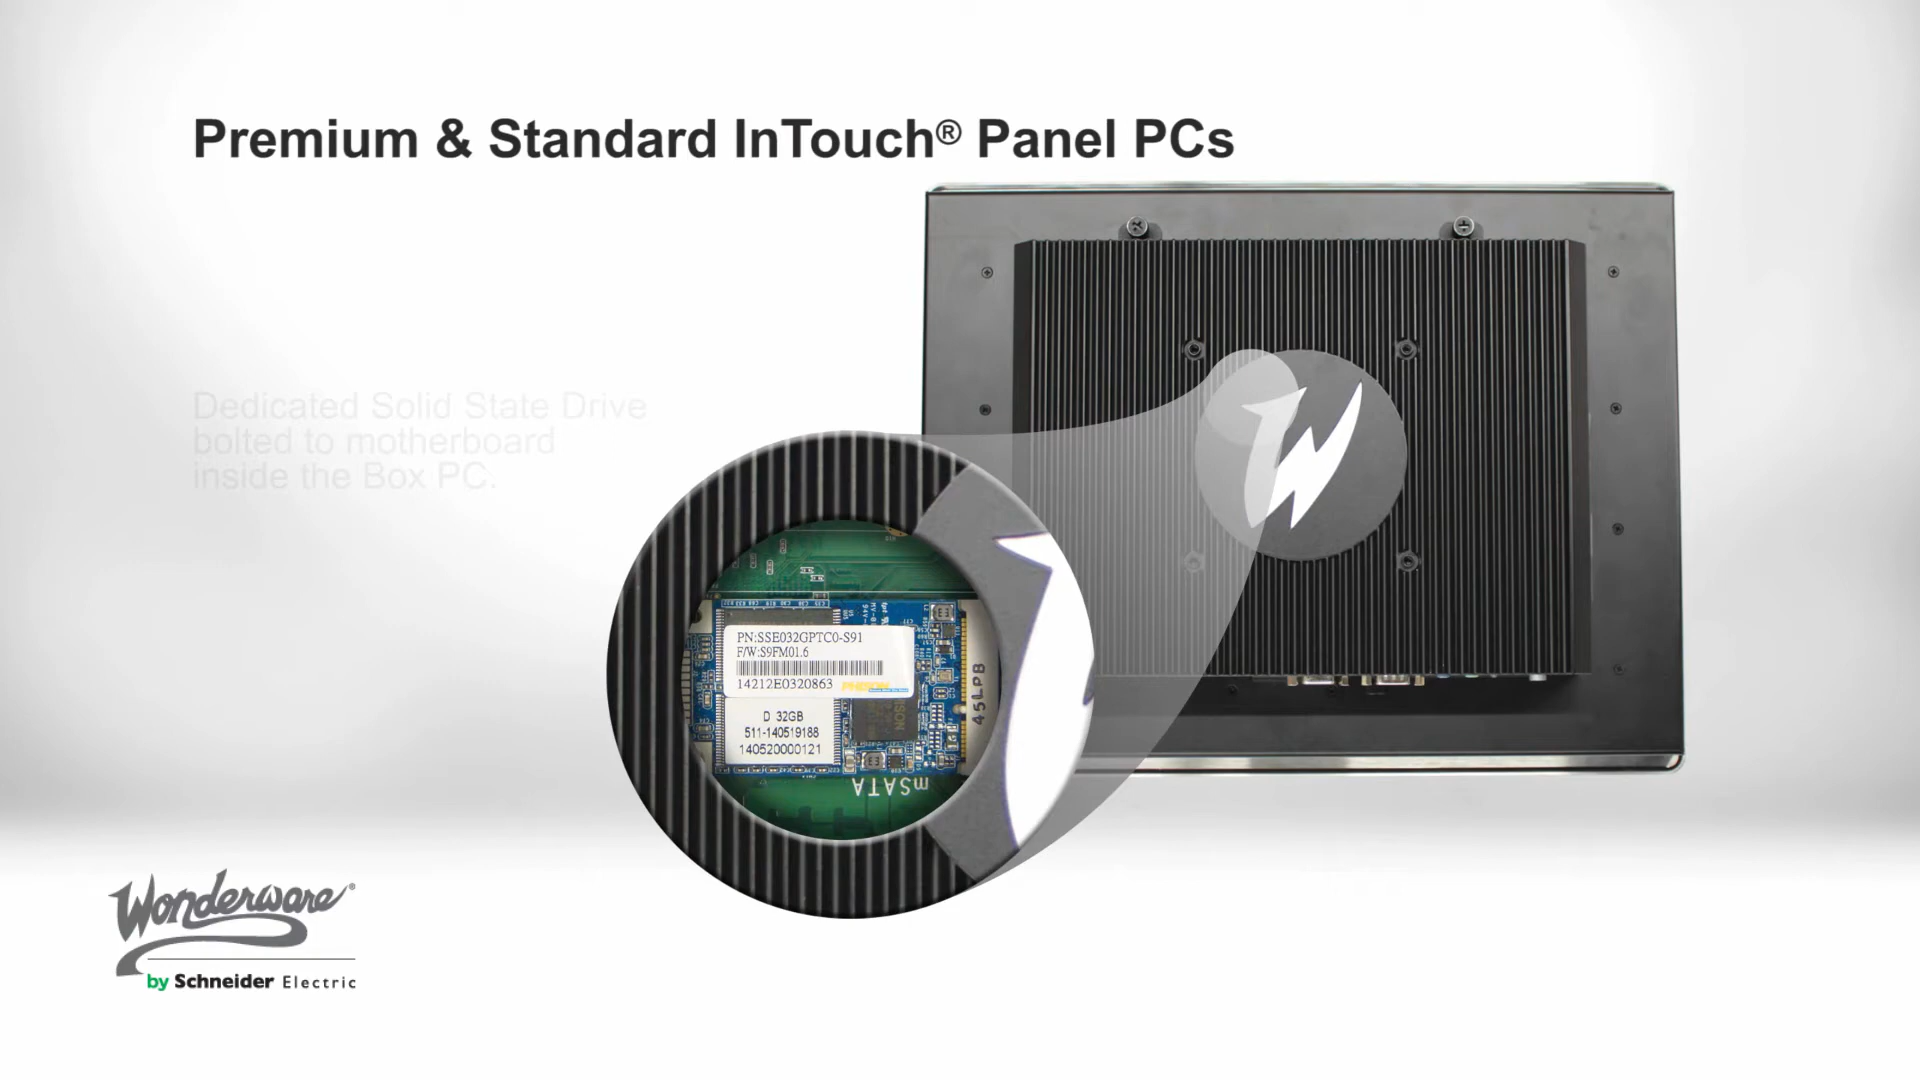 Premium & Standard InTouch® Panel PCs
Dedicated Solid State Drive
bolted to motherboard
inside the Box PC.
PN:SSE032GPTC0-S91
F/W:S9FM01.6
14212E0320863
D 32GB
511-140519188
140520000121
mSATA
45LPB
Wonderware®
by Schneider Electric